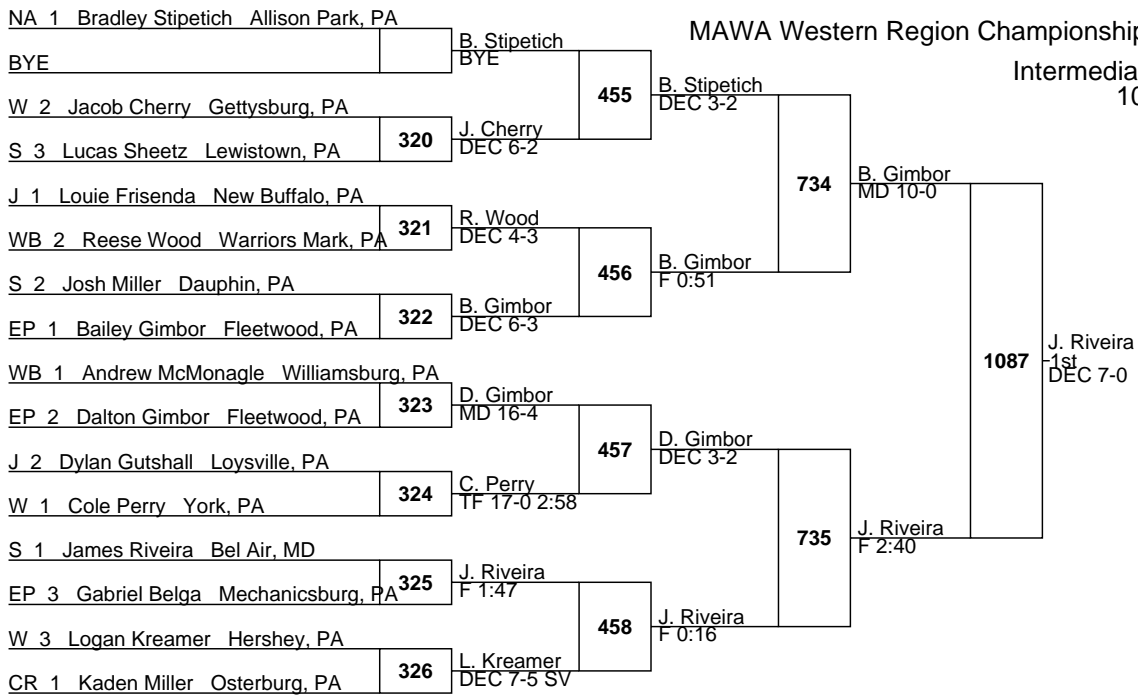 MAWA Western Region Championship
Intermedia
10
NA 1 Bradley Stipetich Allison Park, PA
BYE
W 2 Jacob Cherry Gettysburg, PA
S 3 Lucas Sheetz Lewistown, PA
J 1 Louie Frisenda New Buffalo, PA
WB 2 Reese Wood Warriors Mark, PA
S 2 Josh Miller Dauphin, PA
EP 1 Bailey Gimbor Fleetwood, PA
WB 1 Andrew McMonagle Williamsburg, PA
EP 2 Dalton Gimbor Fleetwood, PA
J 2 Dylan Gutshall Loysville, PA
W 1 Cole Perry York, PA
S 1 James Riveira Bel Air, MD
EP 3 Gabriel Belga Mechanicsburg, PA
W 3 Logan Kreamer Hershey, PA
CR 1 Kaden Miller Osterburg, PA
320
321
322
323
324
325
326
B. Stipetich
BYE
J. Cherry
DEC 6-2
R. Wood
DEC 4-3
B. Gimbor
DEC 6-3
D. Gimbor
MD 16-4
C. Perry
TF 17-0 2:58
J. Riveira
F 1:47
L. Kreamer
DEC 7-5 SV
455
456
457
458
B. Stipetich
DEC 3-2
B. Gimbor
F 0:51
D. Gimbor
DEC 3-2
J. Riveira
F 0:16
734
735
B. Gimbor
MD 10-0
J. Riveira
F 2:40
1087
J. Riveira
1st
DEC 7-0